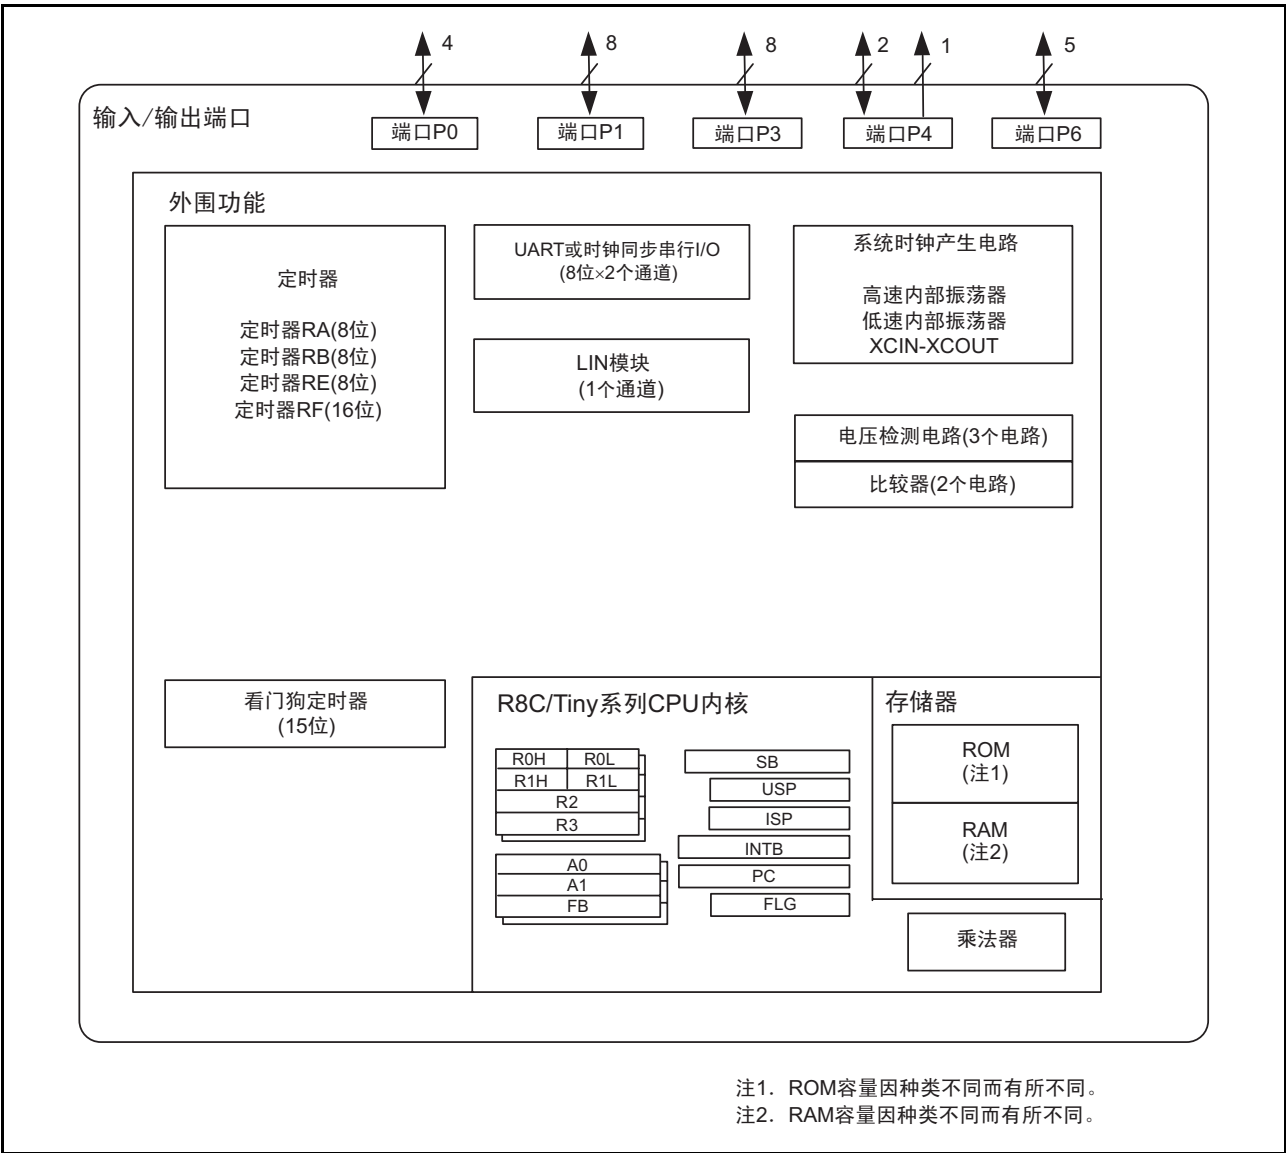 4
8
8
2
1
5
输入/输出端口
端口P0
端口P1
端口P3
端口P4
端口P6
外围功能
定时器
定时器RA(8位)
定时器RB(8位)
定时器RE(8位)
定时器RF(16位)
UART或时钟同步串行I/O
(8位×2个通道)
LIN模块
(1个通道)
系统时钟产生电路
高速内部振荡器
低速内部振荡器
XCIN-XCOUT
电压检测电路(3个电路)
比较器(2个电路)
看门狗定时器
(15位)
R8C/Tiny系列CPU内核
R0H
R0L
R1H
R1L
R2
R3
A0
A1
FB
SB
USP
ISP
INTB
PC
FLG
存储器
ROM
(注1)
RAM
(注2)
乘法器
注1. ROM容量因种类不同而有所不同。
注2. RAM容量因种类不同而有所不同。